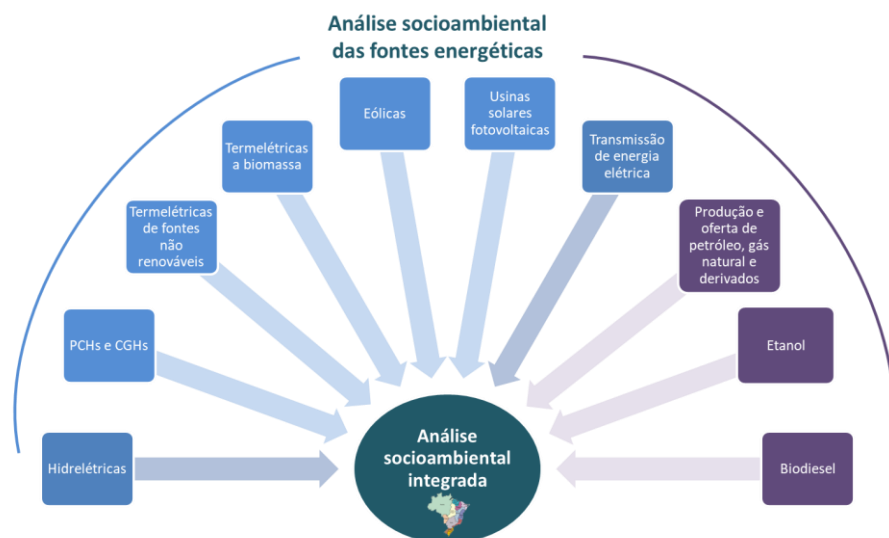 Análise socioambiental
das fontes energéticas
Eólicas
Usinas
solares
fotovoltaicas
Termelétricas
a biomassa
Transmissão
de energia
elétrica
Termelétricas
de fontes
não
renováveis
Produção e
oferta de
petróleo, gás
natural e
derivados
PCHs e CGHs
Etanol
Hidrelétricas
Análise
socioambiental
integrada
Biodiesel